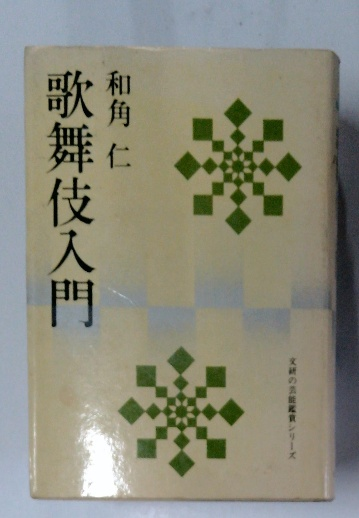 和角 仁
歌舞伎入門
文研の芸能鑑賞シリーズ